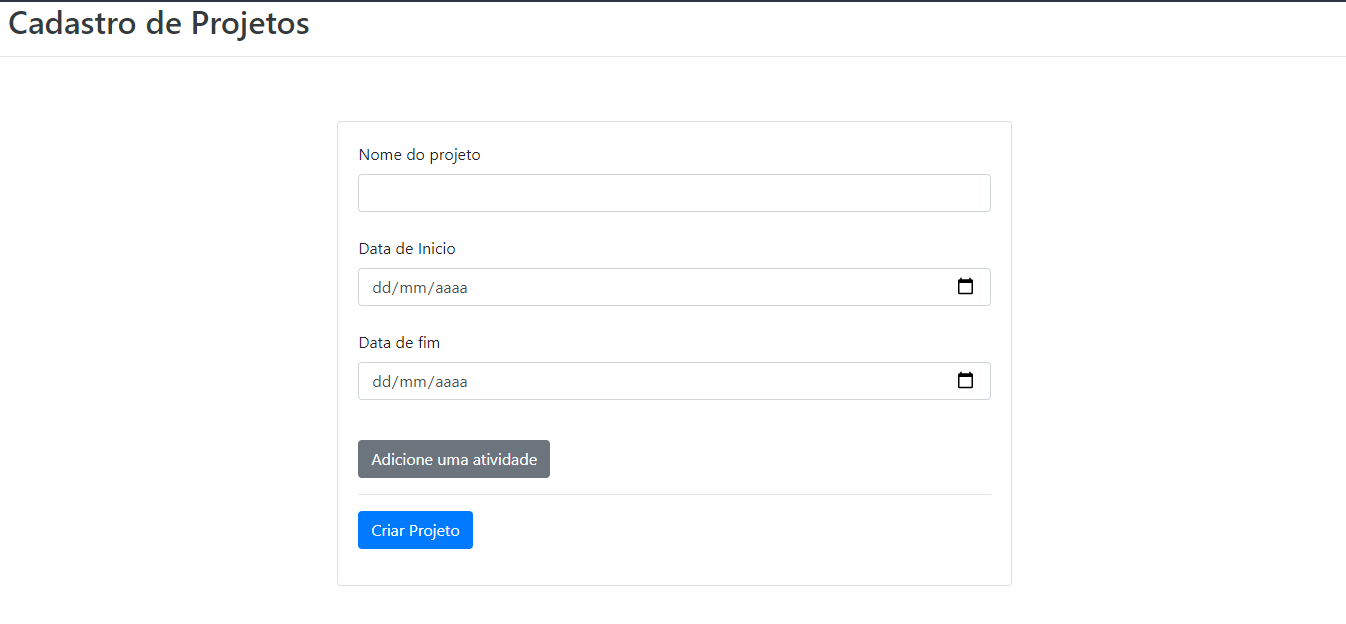 Cadastro de Projetos
Nome do projeto
Data de Inicio
dd/mm/aaaa
Data de fim
dd/mm/aaaa
Adicione uma atividade
Criar Projeto